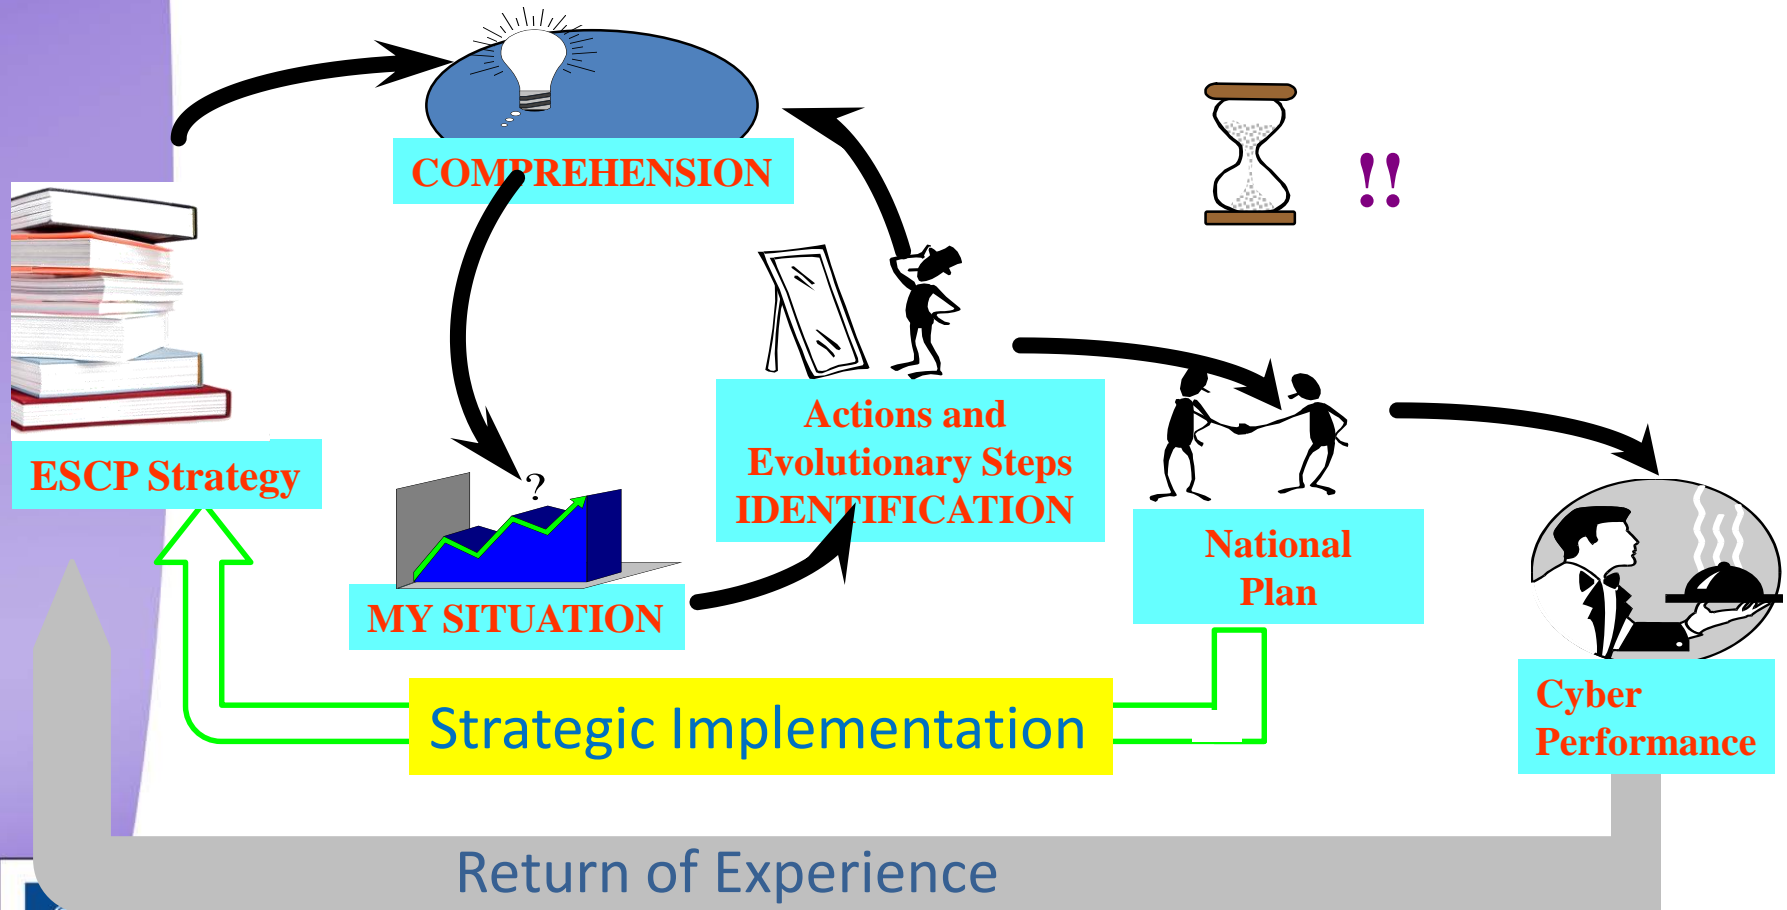 COMPREHENSION
!!
ESCP Strategy
?
Actions and
Evolutionary Steps
IDENTIFICATION
National
Plan
MY SITUATION
Cyber
Performance
Strategic Implementation
Return of Experience